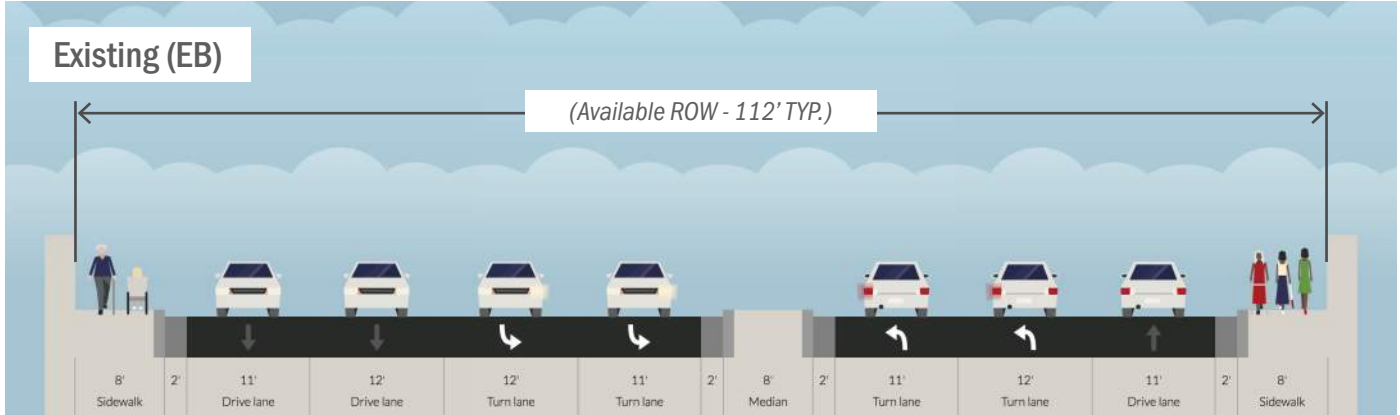 Existing (EB)
(Available ROW - 112’ TYP.)
8' 2' 11' 12' 12' 11' 2' 8' 2' 11' 12' 11' 2' 8'
Sidewalk Drive lane Drive lane Turn lane Turn lane Median Turn lane Turn lane Drive lane Sidewalk